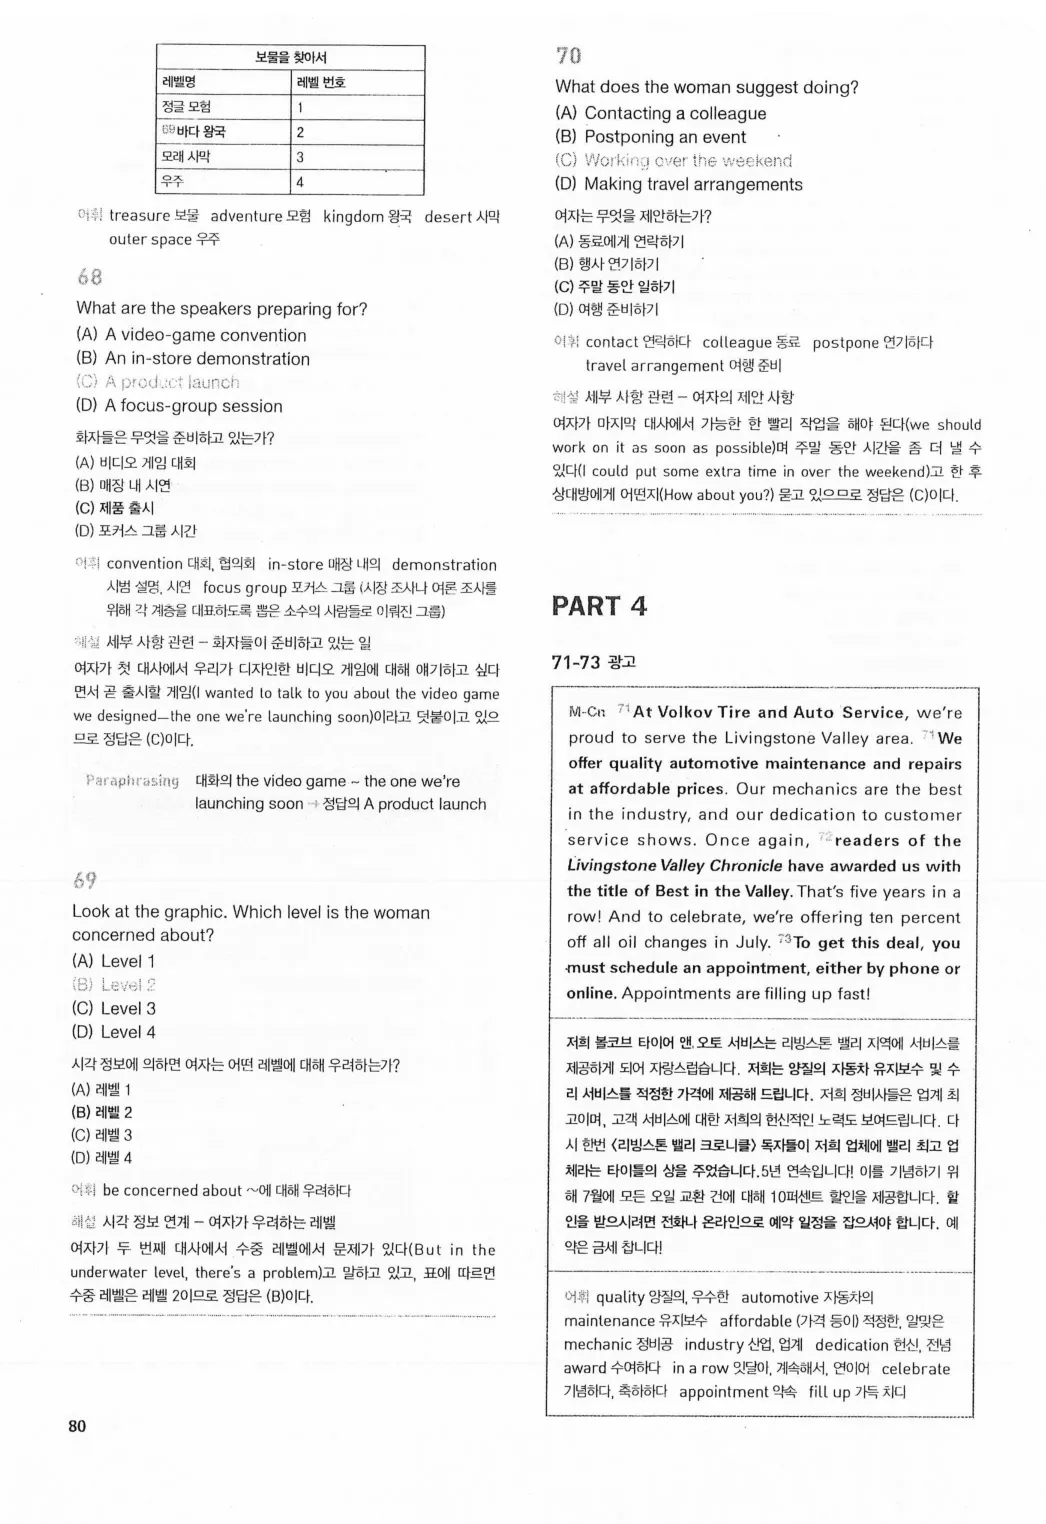 보물을 찾아서
레벨명 레벨 번호
정글 모험 1
69 바다 왕국 2
모래 사막 3
우주 4
어휘 treasure 보물 adventure 모험 kingdom 왕국 desert 사막
outer space 우주
68
What are the speakers preparing for?
(A) A video-game convention
(B) An in-store demonstration
(C) A product launch
(D) A focus-group session
화자들은 무엇을 준비하고 있는가?
(A) 비디오 게임 대회
(B) 매장 내 시연
(C) 제품 출시
(D) 포커스 그룹 시간
어휘 convention 대회, 협의회 in-store 매장 내의 demonstration
시범 설명, 시연 focus group 포커스 그룹 (시장 조사나 여론 조사를
위해 각 계층을 대표하도록 뽑은 소수의 사람들로 이뤄진 그룹)
해설 세부 사항 관련 – 화자들이 준비하고 있는 일
여자가 첫 대사에서 우리가 디자인한 비디오 게임에 대해 얘기하고 싶다
면서 곧 출시할 게임(I wanted to talk to you about the video game
we designed—the one we're launching soon)이라고 덧붙이고 있으
므로 정답은 (C)이다.
Paraphrasing 대화의 the video game ~ the one we're
launching soon → 정답의 A product launch
69
Look at the graphic. Which level is the woman
concerned about?
(A) Level 1
(B) Level 2
(C) Level 3
(D) Level 4
시각 정보에 의하면 여자는 어떤 레벨에 대해 우려하는가?
(A) 레벨 1
(B) 레벨 2
(C) 레벨 3
(D) 레벨 4
어휘 be concerned about ~에 대해 우려하다
해설 시각 정보 연계 – 여자가 우려하는 레벨
여자가 두 번째 대사에서 수중 레벨에서 문제가 있다(But in the
underwater level, there's a problem)고 말하고 있고, 표에 따르면
수중 레벨은 레벨 2이므로 정답은 (B)이다.
80
70
What does the woman suggest doing?
(A) Contacting a colleague
(B) Postponing an event
(C) Working over the weekend
(D) Making travel arrangements
여자는 무엇을 제안하는가?
(A) 동료에게 연락하기
(B) 행사 연기하기
(C) 주말 동안 일하기
(D) 여행 준비하기
어휘 contact 연락하다 colleague 동료 postpone 연기하다
travel arrangement 여행 준비
해설 세부 사항 관련 – 여자의 제안 사항
여자가 마지막 대사에서 가능한 한 빨리 작업을 해야 된다(we should
work on it as soon as possible)며 주말 동안 시간을 좀 더 낼 수
있다(I could put some extra time in over the weekend)고 한 후
상대방에게 어떤지(How about you?) 묻고 있으므로 정답은 (C)이다.
PART 4
71-73 광고
M-Cn 71 At Volkov Tire and Auto Service, we're
proud to serve the Livingstone Valley area. 71 We
offer quality automotive maintenance and repairs
at affordable prices. Our mechanics are the best
in the industry, and our dedication to customer
service shows. Once again, 72 readers of the
Livingstone Valley Chronicle have awarded us with
the title of Best in the Valley. That's five years in a
row! And to celebrate, we're offering ten percent
off all oil changes in July. 73 To get this deal, you
must schedule an appointment, either by phone or
online. Appointments are filling up fast!
저희 볼코브 타이어 앤 오토 서비스는 리빙스톤 밸리 지역에 서비스를
제공하게 되어 자랑스럽습니다. 저희는 양질의 자동차 유지보수 및 수
리 서비스를 적정한 가격에 제공해 드립니다. 저희 정비사들은 업계 최
고이며, 고객 서비스에 대한 저희의 헌신적인 노력도 보여드립니다. 다
시 한번 〈리빙스톤 밸리 크로니클〉 독자들이 저희 업체에 밸리 최고 업
체라는 타이틀의 상을 주었습니다. 5년 연속입니다! 이를 기념하기 위
해 7월에 모든 오일 교환 건에 대해 10퍼센트 할인을 제공합니다. 할
인을 받으시려면 전화나 온라인으로 예약 일정을 잡으셔야 합니다. 예
약은 금세 찹니다!
어휘 quality 양질의, 우수한 automotive 자동차의
maintenance 유지보수 affordable (가격 등이) 적정한, 알맞은
mechanic 정비공 industry 산업, 업계 dedication 헌신, 전념
award 수여하다 in a row 잇달아, 계속해서, 연이어 celebrate
기념하다, 축하하다 appointment 약속 fill up 가득 차다